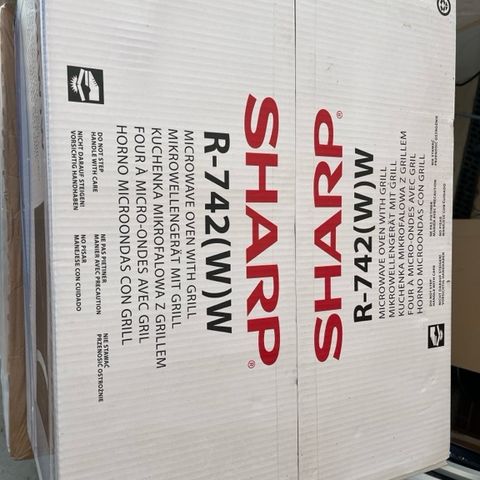 SHARP®
R-742(W)W
MICROWAVE OVEN WITH GRILL
MIKROWELLENGERÄT MIT GRILL
KUCHENKA MIKROFALOWA Z GRILLEM
FOUR À MICRO-ONDES AVEC GRIL
HORNO MICROONDAS CON GRILL
DO NOT STEP
HANDLE WITH CARE
NICHT DARAUF STEIGEN!
VORSICHTIG HANDHABEN
NE PAS PIETINER
MANIER AVEC PRECAUTION
NO PISAR
MANEJESE CON CUIDADO
NIE STAWAĆ
PRZENOSIĆ OSTROŻNIE
SHARP®
R-742(W)W
MICROWAVE OVEN WITH GRILL
MIKROWELLENGERÄT MIT GRILL
KUCHENKA MIKROFALOWA Z GRILLEM
FOUR À MICRO-ONDES AVEC GRIL
HORNO MICROONDAS CON GRILL